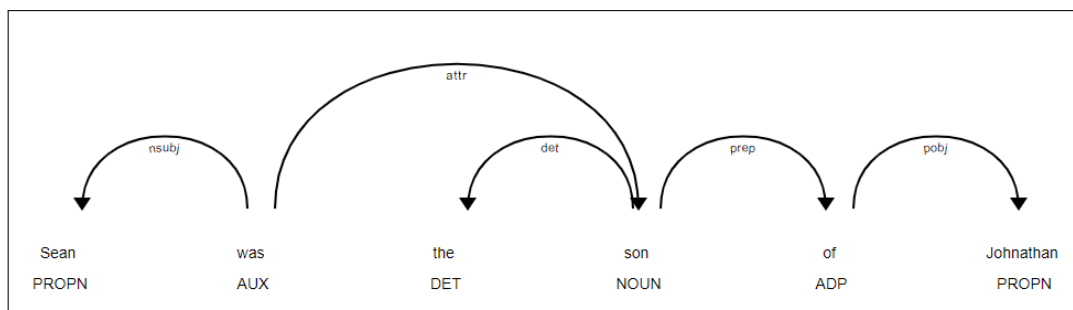 attr
nsubj det prep pobj
Sean was the son of Johnathan
PROPN AUX DET NOUN ADP PROPN